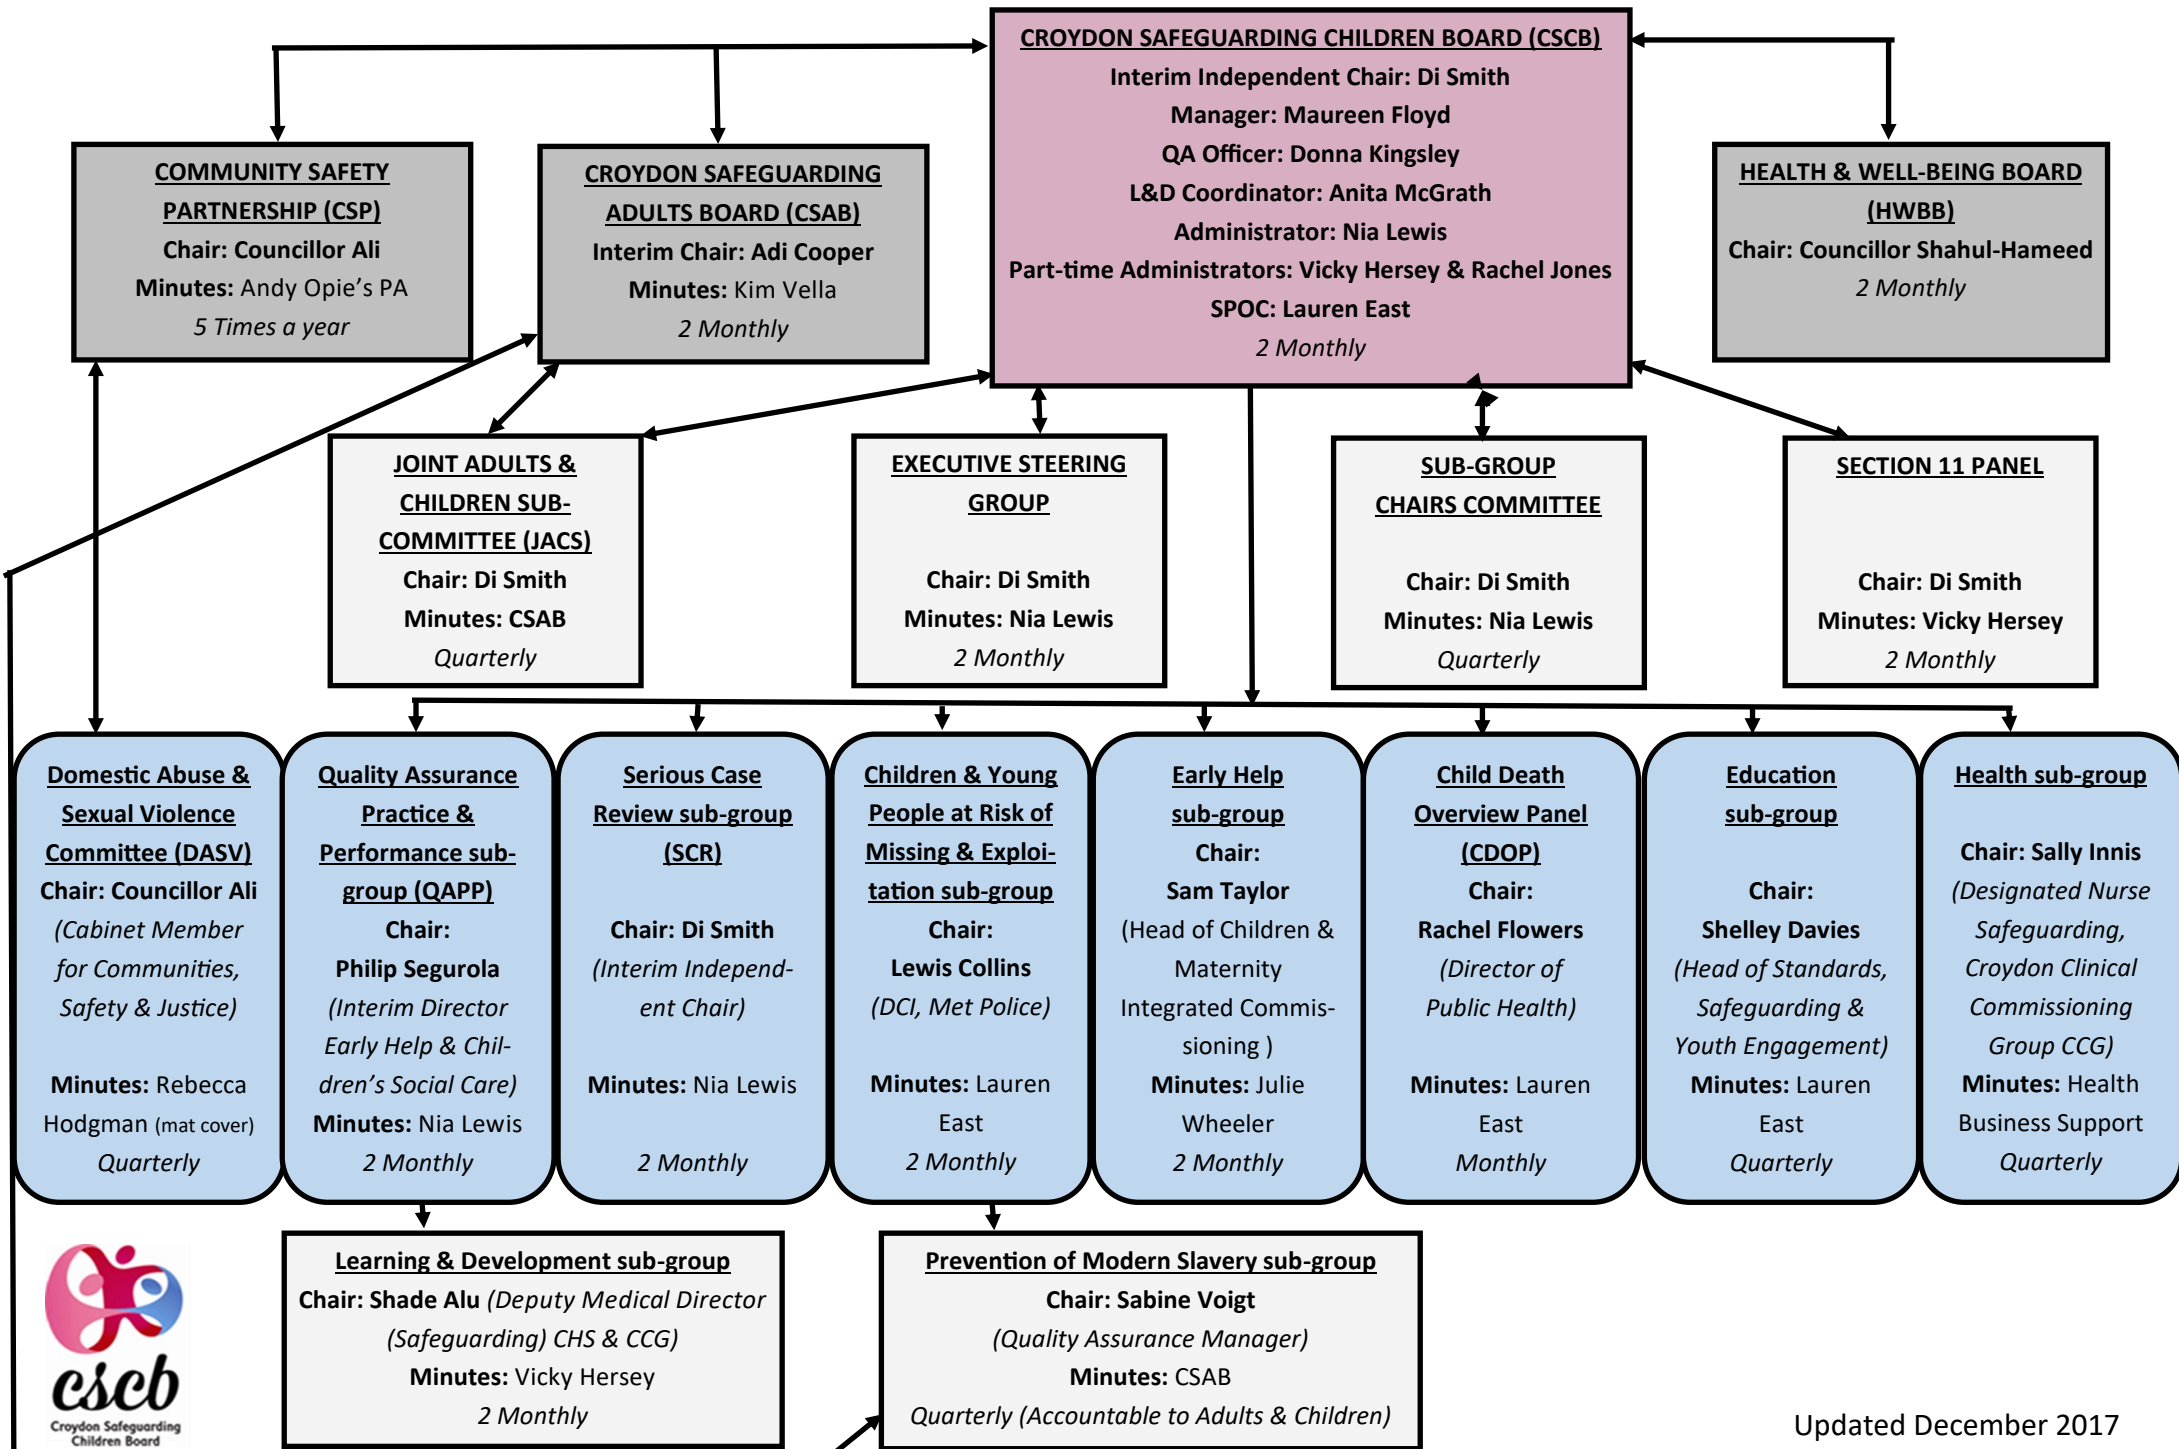 CROYDON SAFEGUARDING CHILDREN BOARD (CSCB)
Interim Independent Chair: Di Smith
Manager: Maureen Floyd
QA Officer: Donna Kingsley
L&D Coordinator: Anita McGrath
Administrator: Nia Lewis
Part-time Administrators: Vicky Hersey & Rachel Jones
SPOC: Lauren East
2 Monthly
COMMUNITY SAFETY
PARTNERSHIP (CSP)
Chair: Councillor Ali
Minutes: Andy Opie’s PA
5 Times a year
CROYDON SAFEGUARDING
ADULTS BOARD (CSAB)
Interim Chair: Adi Cooper
Minutes: Kim Vella
2 Monthly
HEALTH & WELL-BEING BOARD
(HWBB)
Chair: Councillor Shahul-Hameed
2 Monthly
JOINT ADULTS &
CHILDREN SUB-
COMMITTEE (JACS)
Chair: Di Smith
Minutes: CSAB
Quarterly
EXECUTIVE STEERING
GROUP
Chair: Di Smith
Minutes: Nia Lewis
2 Monthly
SUB-GROUP
CHAIRS COMMITTEE
Chair: Di Smith
Minutes: Nia Lewis
Quarterly
SECTION 11 PANEL
Chair: Di Smith
Minutes: Vicky Hersey
2 Monthly
Domestic Abuse &
Sexual Violence
Committee (DASV)
Chair: Councillor Ali
(Cabinet Member
for Communities,
Safety & Justice)
Minutes: Rebecca
Hodgman (mat cover)
Quarterly
Quality Assurance
Practice &
Performance sub-
group (QAPP)
Chair:
Philip Segurola
(Interim Director
Early Help & Chil-
dren’s Social Care)
Minutes: Nia Lewis
2 Monthly
Serious Case
Review sub-group
(SCR)
Chair: Di Smith
(Interim Independ-
ent Chair)
Minutes: Nia Lewis
2 Monthly
Children & Young
People at Risk of
Missing & Exploi-
tation sub-group
Chair:
Lewis Collins
(DCI, Met Police)
Minutes: Lauren
East
2 Monthly
Early Help
sub-group
Chair:
Sam Taylor
(Head of Children &
Maternity
Integrated Commis-
sioning )
Minutes: Julie
Wheeler
2 Monthly
Child Death
Overview Panel
(CDOP)
Chair:
Rachel Flowers
(Director of
Public Health)
Minutes: Lauren
East
Monthly
Education
sub-group
Chair:
Shelley Davies
(Head of Standards,
Safeguarding &
Youth Engagement)
Minutes: Lauren
East
Quarterly
Health sub-group
Chair: Sally Innis
(Designated Nurse
Safeguarding,
Croydon Clinical
Commissioning
Group CCG)
Minutes: Health
Business Support
Quarterly
Learning & Development sub-group
Chair: Shade Alu (Deputy Medical Director
(Safeguarding) CHS & CCG)
Minutes: Vicky Hersey
2 Monthly
Prevention of Modern Slavery sub-group
Chair: Sabine Voigt
(Quality Assurance Manager)
Minutes: CSAB
Quarterly (Accountable to Adults & Children)
cscb
Croydon Safeguarding
Children Board
Updated December 2017